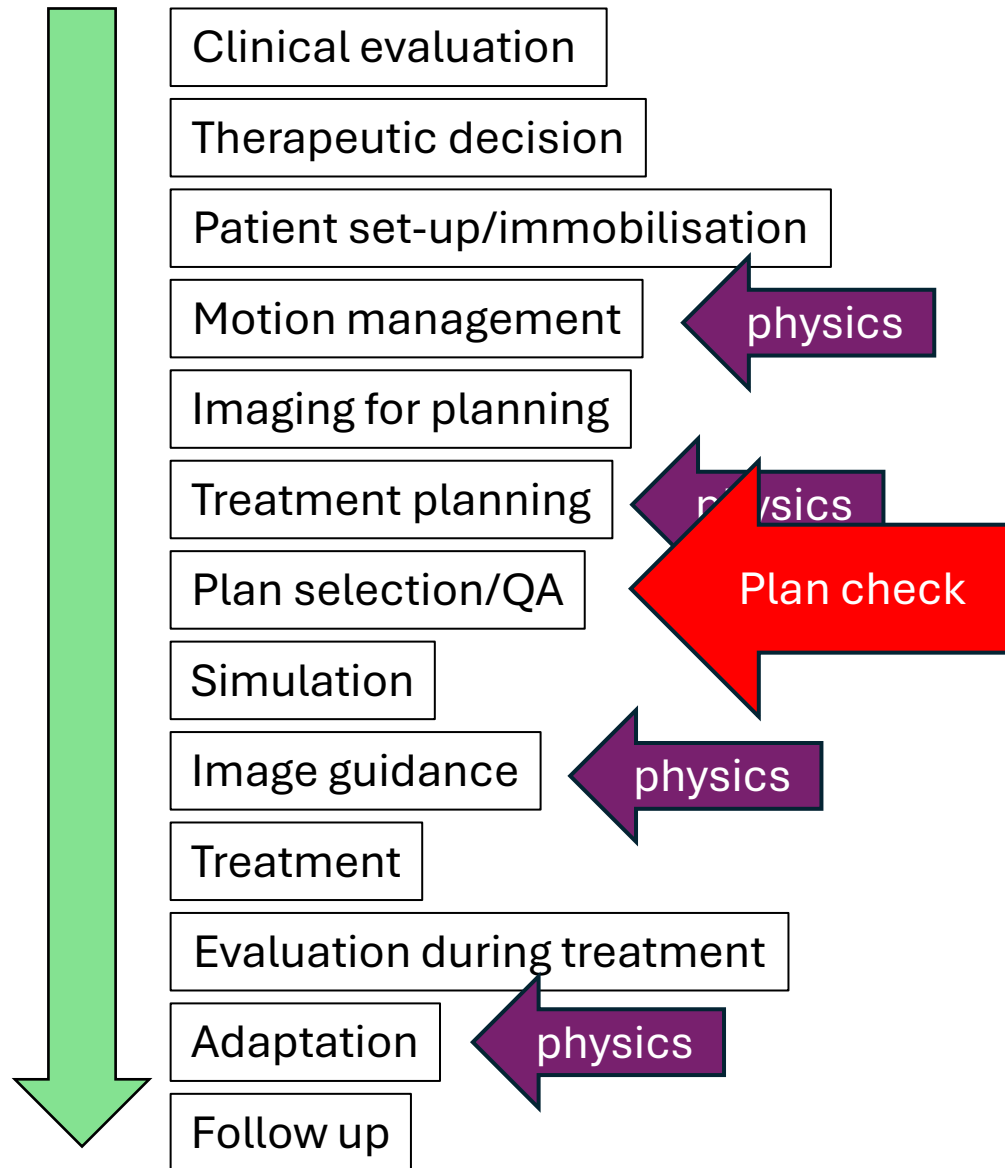 Clinical evaluation
Therapeutic decision
Patient set-up/immobilisation
Motion management
physics
Imaging for planning
Treatment planning
physics
Plan selection/QA
Plan check
Simulation
Image guidance
physics
Treatment
Evaluation during treatment
Adaptation
physics
Follow up